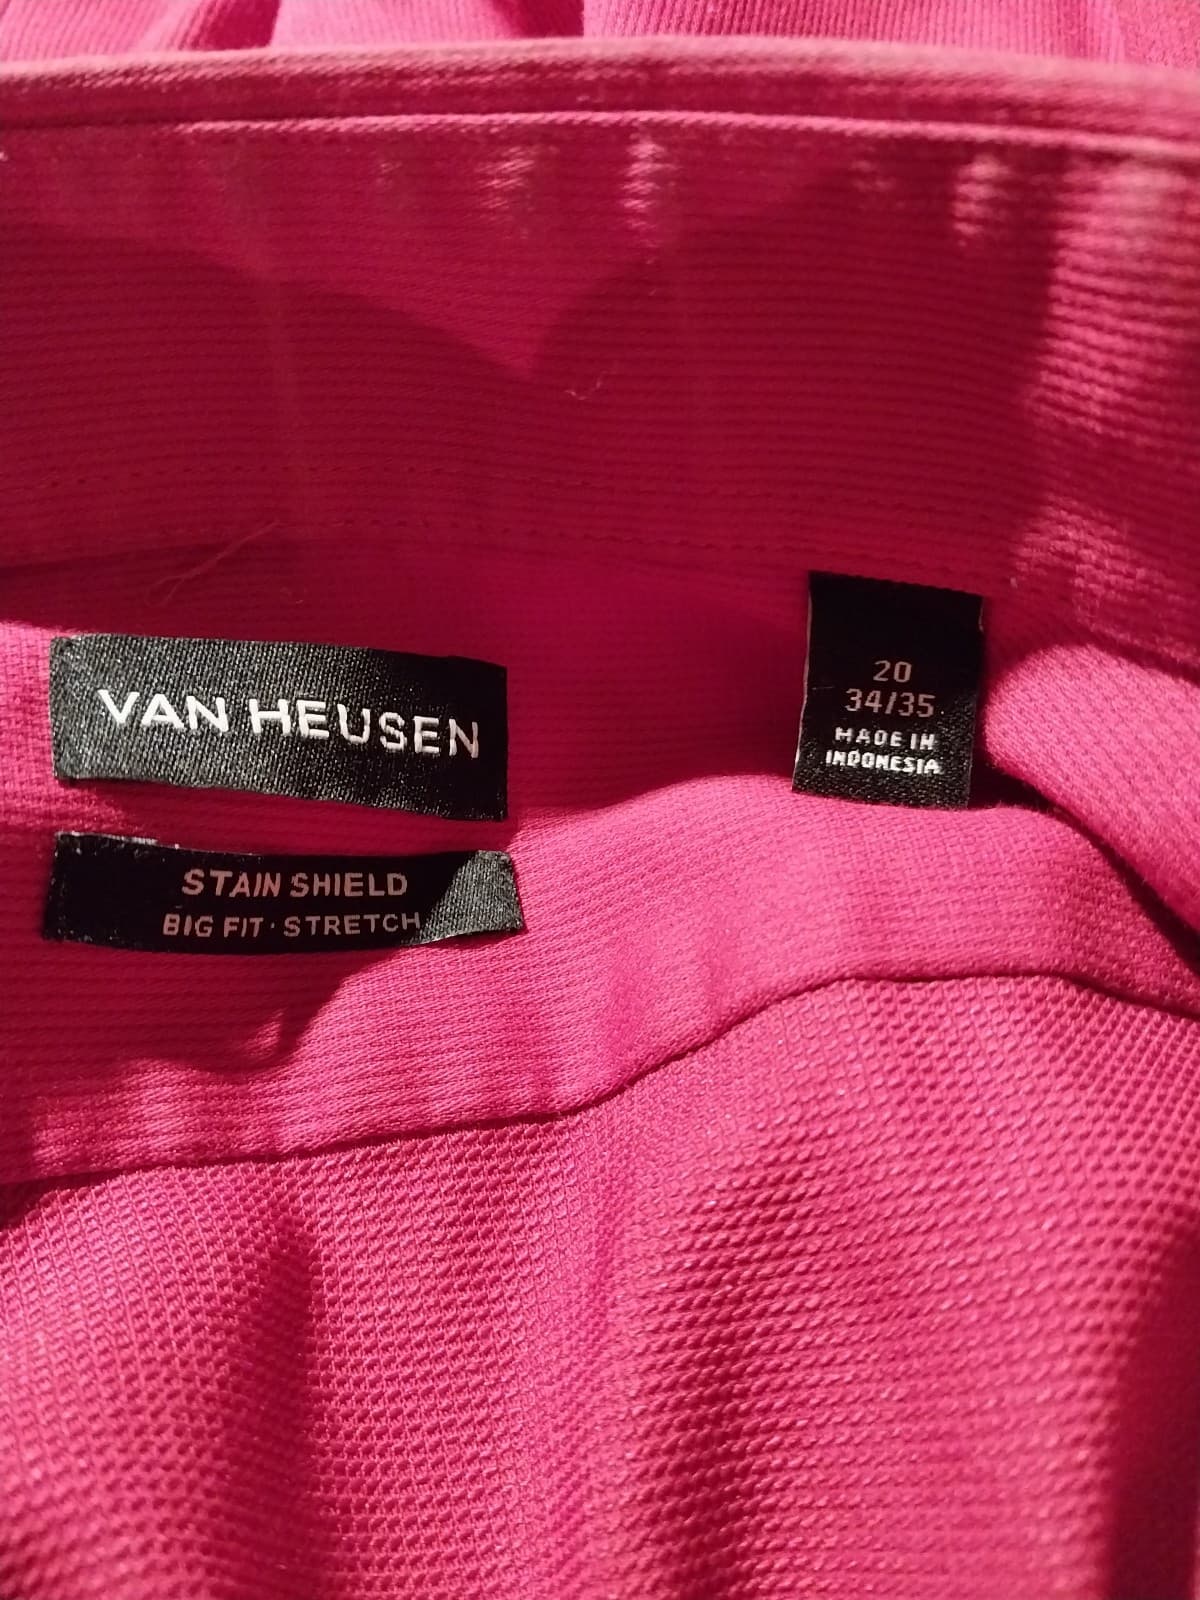 VAN HEUSEN
STAIN SHIELD
BIG FIT · STRETCH
20
34/35
MADE IN
INDONESIA